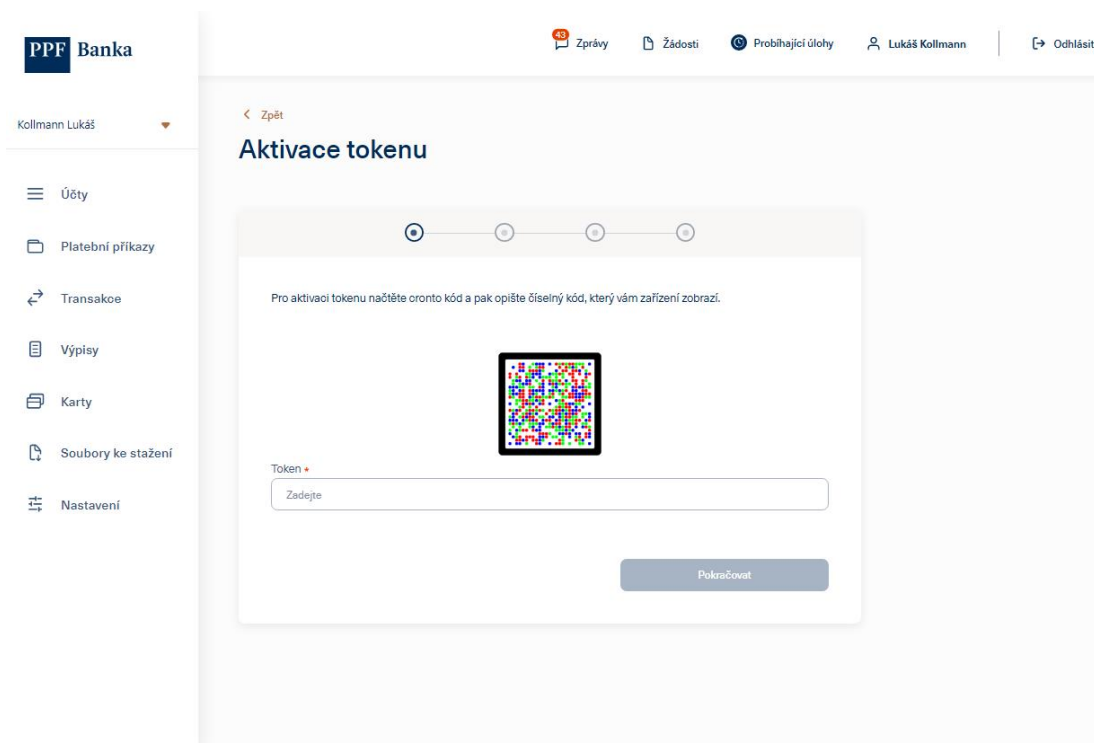 PPF Banka
43
Zprávy
Žádosti
Probíhající úlohy
Lukáš Kollmann
Odhlásit
Kollmann Lukáš
Zpět
Aktivace tokenu
Účty
Platební příkazy
Transakce
Výpisy
Karty
Soubory ke stažení
Nastavení
Pro aktivaci tokenu načtěte cronto kód a pak opište číselný kód, který vám zařízení zobrazí.
Token *
Zadejte
Pokračovat